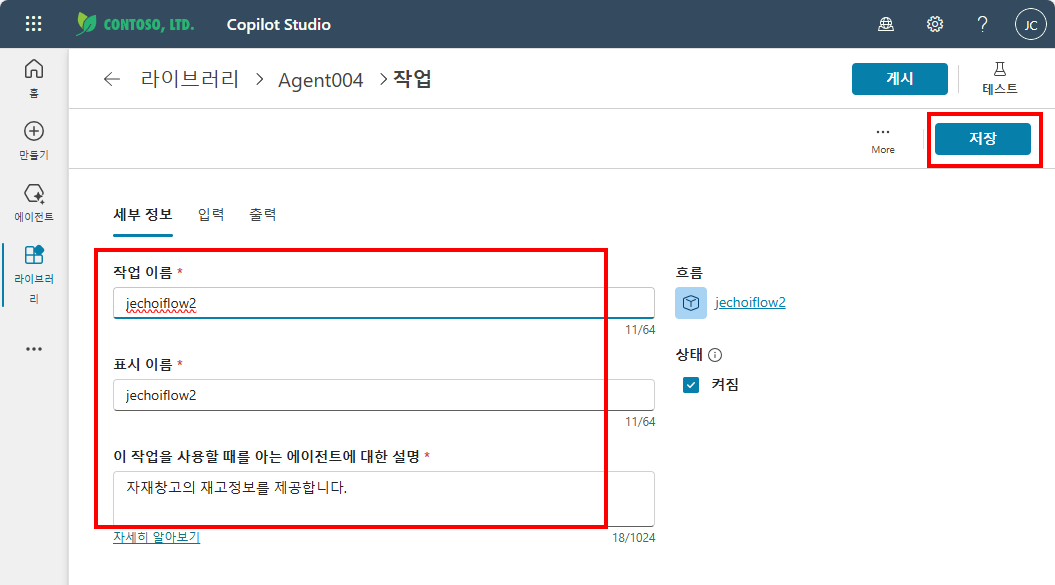 CONTOSO, LTD.
Copilot Studio
JC
홈
만들기
에이전트
라이브러
리
라이브러리 > Agent004 > 작업
게시
테스트
More
저장
세부 정보 입력 출력
작업 이름 *
jechoiflow2
11/64
표시 이름 *
jechoiflow2
11/64
이 작업을 사용할 때를 아는 에이전트에 대한 설명 *
자재창고의 재고정보를 제공합니다.
자세히 알아보기
18/1024
흐름
jechoiflow2
상태
켜짐